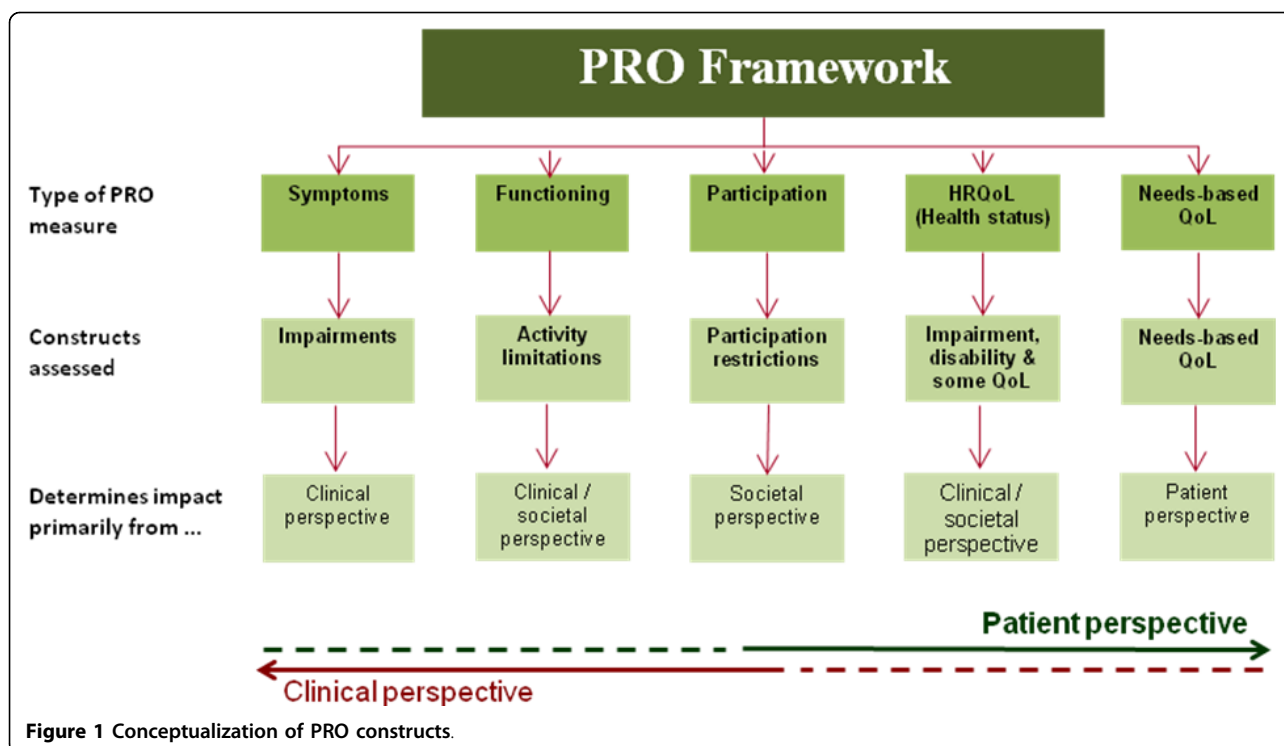 PRO Framework
Type of PRO
measure
Symptoms
Functioning
Participation
HRQoL
(Health status)
Needs-based
QoL
Constructs
assessed
Impairments
Activity
limitations
Participation
restrictions
Impairment,
disability &
some QoL
Needs-based
QoL
Determines impact
primarily from ...
Clinical
perspective
Clinical /
societal
perspective
Societal
perspective
Clinical /
societal
perspective
Patient
perspective
Patient perspective
Clinical perspective
Figure 1 Conceptualization of PRO constructs.